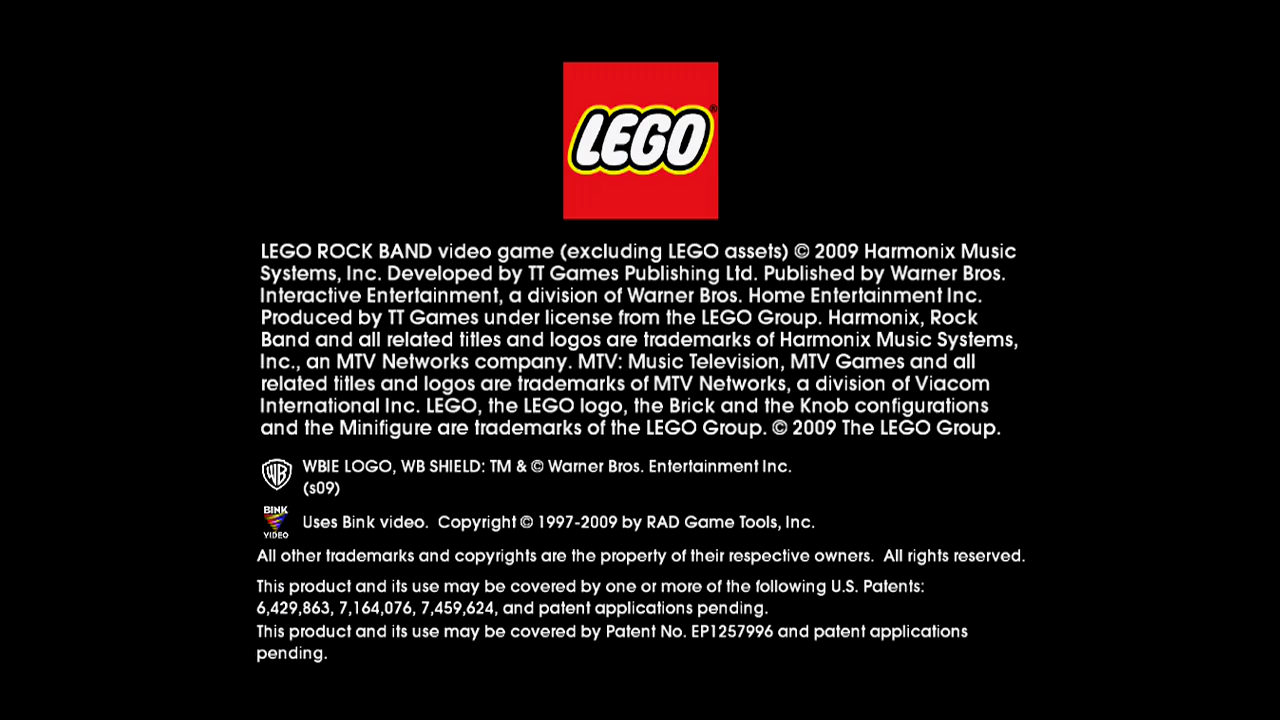 LEGO®
LEGO ROCK BAND video game (excluding LEGO assets) © 2009 Harmonix Music
Systems, Inc. Developed by TT Games Publishing Ltd. Published by Warner Bros.
Interactive Entertainment, a division of Warner Bros. Home Entertainment Inc.
Produced by TT Games under license from the LEGO Group. Harmonix, Rock
Band and all related titles and logos are trademarks of Harmonix Music Systems,
Inc., an MTV Networks company. MTV: Music Television, MTV Games and all
related titles and logos are trademarks of MTV Networks, a division of Viacom
International Inc. LEGO, the LEGO logo, the Brick and the Knob configurations
and the Minifigure are trademarks of the LEGO Group. © 2009 The LEGO Group.
WB
WBIE LOGO, WB SHIELD: TM & © Warner Bros. Entertainment Inc.
(s09)
BINK
VIDEO
Uses Bink video.  Copyright © 1997-2009 by RAD Game Tools, Inc.
All other trademarks and copyrights are the property of their respective owners.  All rights reserved.
This product and its use may be covered by one or more of the following U.S. Patents:
6,429,863, 7,164,076, 7,459,624, and patent applications pending.
This product and its use may be covered by Patent No. EP1257996 and patent applications
pending.